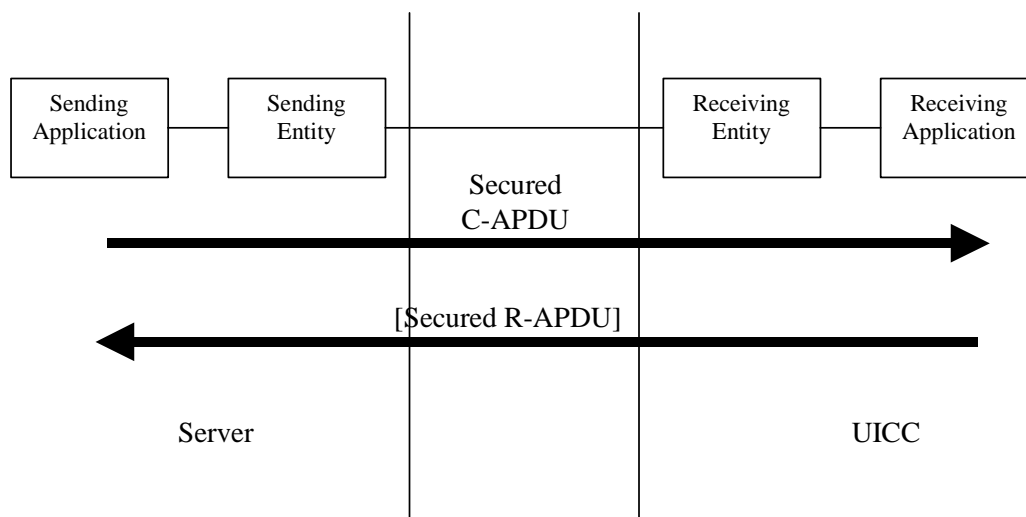 Sending
Application
Sending
Entity
Receiving
Entity
Receiving
Application
Secured
C-APDU
[Secured R-APDU]
Server
UICC